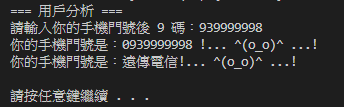 === 用戶分析 ===
請輸入你的手機門號後 9 碼：939999998
你的手機門號是：0939999998 !... ^(o_o)^ ...!
你的手機門號是：遠傳電信!... ^(o_o)^ ...!
請按任意鍵繼續 . . .